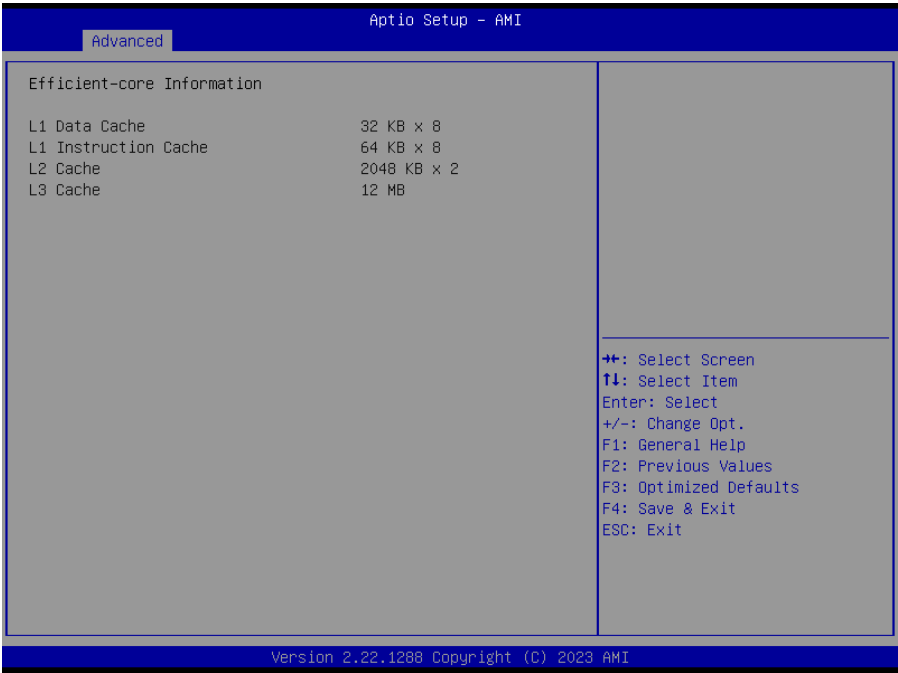 Aptio Setup – AMI
Advanced
Efficient-core Information
L1 Data Cache 32 KB x 8
L1 Instruction Cache 64 KB x 8
L2 Cache 2048 KB x 2
L3 Cache 12 MB
→←: Select Screen
↑↓: Select Item
Enter: Select
+/-: Change Opt.
F1: General Help
F2: Previous Values
F3: Optimized Defaults
F4: Save & Exit
ESC: Exit
Version 2.22.1288 Copyright (C) 2023 AMI